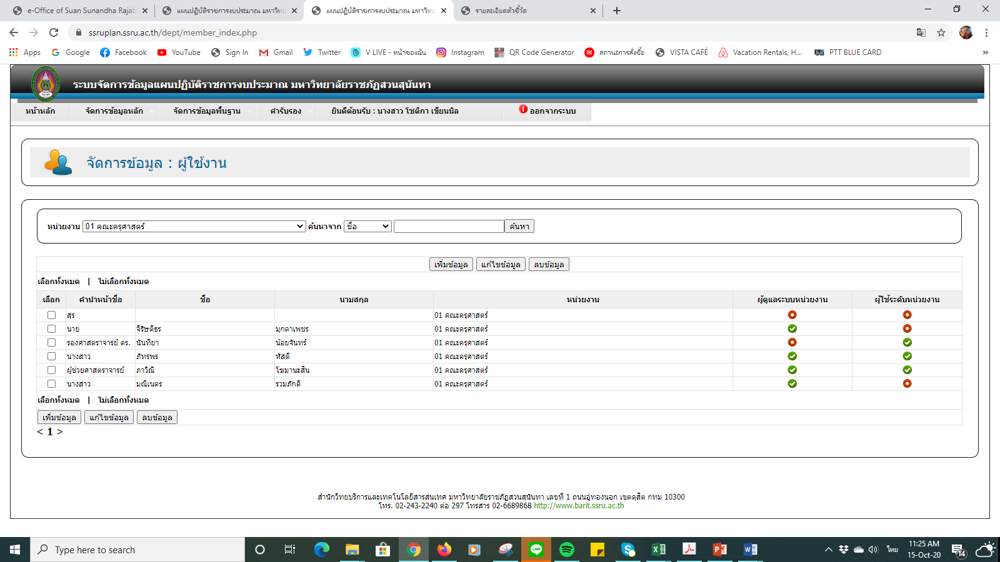 e-Office of Suan Sunandha Rajab
แผนปฏิบัติราชการงบประมาณ มหาวิทย
แผนปฏิบัติราชการงบประมาณ มหาวิทย
รายละเอียดตัวชี้วัด
ssruplan.ssru.ac.th/dept/member_index.php
Apps Google Facebook YouTube Sign In Gmail Twitter V LIVE - หน้าของฉัน Instagram QR Code Generator สถานะการสั่งซื้อ VISTA CAFÉ Vacation Rentals, H... PTT BLUE CARD »
ระบบจัดการข้อมูลแผนปฏิบัติราชการงบประมาณ มหาวิทยาลัยราชภัฏสวนสุนันทา
หน้าหลัก จัดการข้อมูลหลัก จัดการข้อมูลพื้นฐาน คำรับรอง ยินดีต้อนรับ : นางสาว โชติกา เขียนนิล ออกจากระบบ
จัดการข้อมูล : ผู้ใช้งาน
หน่วยงาน 01 คณะครุศาสตร์ ค้นหาจาก ชื่อ ค้นหา
เพิ่มข้อมูล แก้ไขข้อมูล ลบข้อมูล
เลือกทั้งหมด | ไม่เลือกทั้งหมด
เลือก คำนำหน้าชื่อ ชื่อ นามสกุล หน่วยงาน ผู้ดูแลระบบหน่วยงาน ผู้ใช้ระดับหน่วยงาน
สุร 01 คณะครุศาสตร์
นาย จีรัษติธร มุกดาเพชร 01 คณะครุศาสตร์
รองศาสตราจารย์ ดร. นันทิยา น้อยจันทร์ 01 คณะครุศาสตร์
นางสาว ภัทรพร หัสดี 01 คณะครุศาสตร์
ผู้ช่วยศาสตราจารย์ ภาวิณี โฆมานะสิน 01 คณะครุศาสตร์
นางสาว มณีเนตร รวมภักดี 01 คณะครุศาสตร์
เลือกทั้งหมด | ไม่เลือกทั้งหมด
เพิ่มข้อมูล แก้ไขข้อมูล ลบข้อมูล
< 1 >
สำนักวิทยบริการและเทคโนโลยีสารสนเทศ มหาวิทยาลัยราชภัฏสวนสุนันทา เลขที่ 1 ถนนอู่ทองนอก เขตดุสิต กทม 10300
โทร. 02-243-2240 ต่อ 297 โทรสาร 02-6689868 http://www.barit.ssru.ac.th
Type here to search
ไทย
11:25 AM
15-Oct-20
14